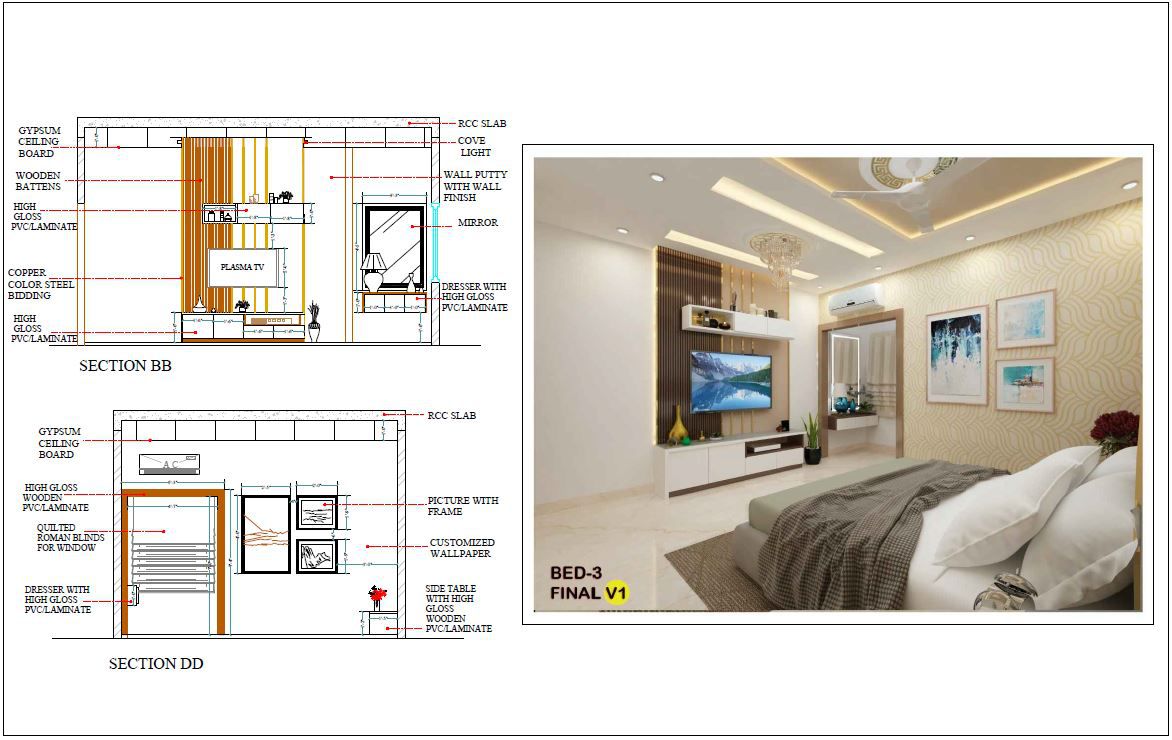 GYPSUM
CEILING
BOARD
WOODEN
BATTENS
HIGH
GLOSS
PVC/LAMINATE
COPPER
COLOR STEEL
BIDDING
HIGH
GLOSS
PVC/LAMINATE
PLASMA TV
RCC SLAB
COVE
LIGHT
WALL PUTTY
WITH WALL
FINISH
MIRROR
DRESSER WITH
HIGH GLOSS
PVC/LAMINATE
SECTION BB
GYPSUM
CEILING
BOARD
A C
HIGH GLOSS
WOODEN
PVC/LAMINATE
QUILTED
ROMAN BLINDS
FOR WINDOW
DRESSER WITH
HIGH GLOSS
PVC/LAMINATE
RCC SLAB
PICTURE WITH
FRAME
CUSTOMIZED
WALLPAPER
SIDE TABLE
WITH HIGH
GLOSS
WOODEN
PVC/LAMINATE
SECTION DD
BED-3
FINAL V1